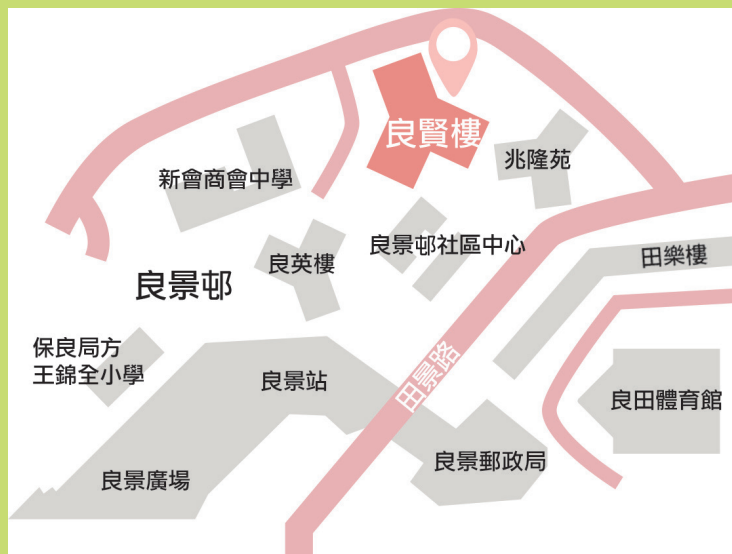 良賢樓
兆隆苑
新會商會中學
良景邨社區中心
良英樓
田樂樓
良景邨
保良局方
王錦全小學
良景站
田景路
良田體育館
良景郵政局
良景廣場